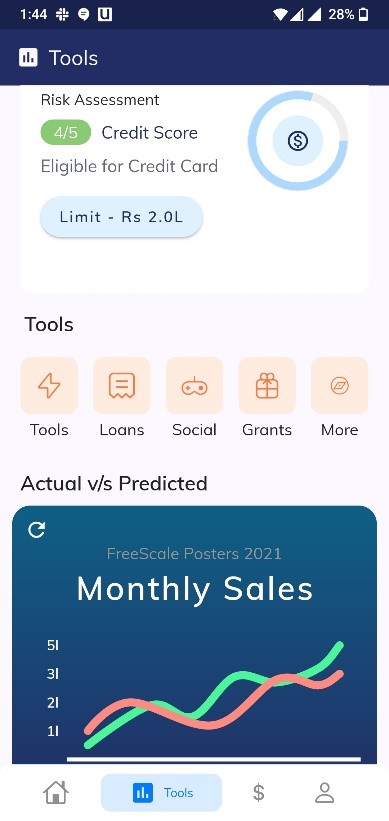 1:44
28%
Tools
Risk Assessment
4/5 Credit Score
Eligible for Credit Card
Limit - Rs 2.0L
Tools
Tools Loans Social Grants More
Actual v/s Predicted
FreeScale Posters 2021
Monthly Sales
5l
3l
2l
1l
Tools